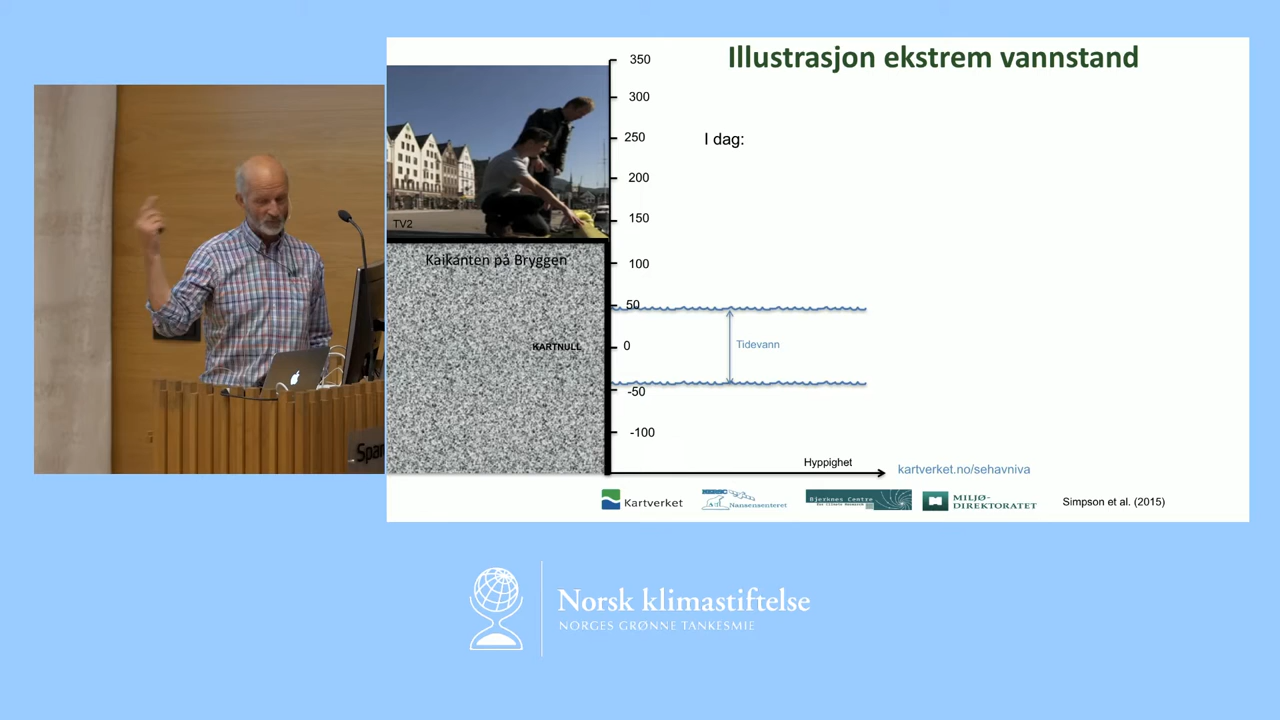 Illustrasjon ekstrem vannstand
350
300
250
200
150
100
50
0
-50
-100
I dag:
TV2
Kaikanten på Bryggen
KARTNULL
Tidevann
Hyppighet
kartverket.no/sehavniva
Kartverket
Nansensenteret
Bjerknes Centre
MILJØ-
DIREKTORATET
Simpson et al. (2015)
Spar
Norsk klimastiftelse
NORGES GRØNNE TANKESMIE